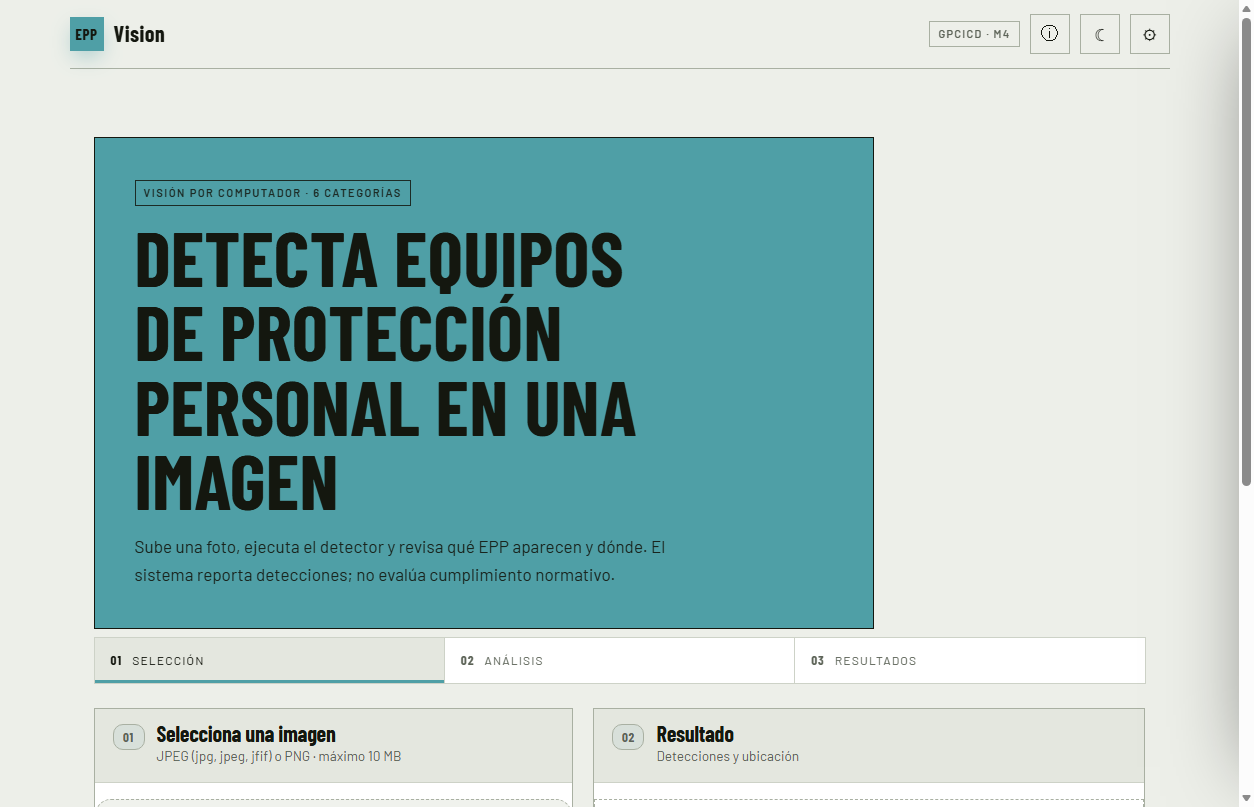 EPP Vision
GPCICD · M4
VISIÓN POR COMPUTADOR · 6 CATEGORÍAS
DETECTA EQUIPOS
DE PROTECCIÓN
PERSONAL EN UNA
IMAGEN
Sube una foto, ejecuta el detector y revisa qué EPP aparecen y dónde. El
sistema reporta detecciones; no evalúa cumplimiento normativo.
01 SELECCIÓN
02 ANÁLISIS
03 RESULTADOS
01 Selecciona una imagen
JPEG (jpg, jpeg, jfif) o PNG · máximo 10 MB
02 Resultado
Detecciones y ubicación